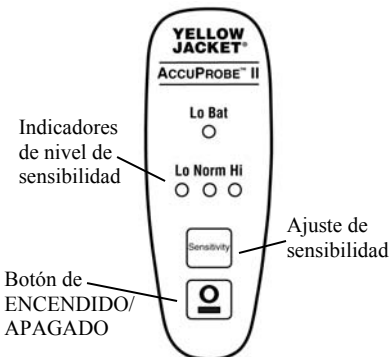 YELLOW
JACKET®
ACCUPROBE™ II
Lo Bat
Indicadores
de nivel de
sensibilidad
Lo Norm Hi
Sensitivity
Ajuste de
sensibilidad
Botón de
ENCENDIDO/
APAGADO